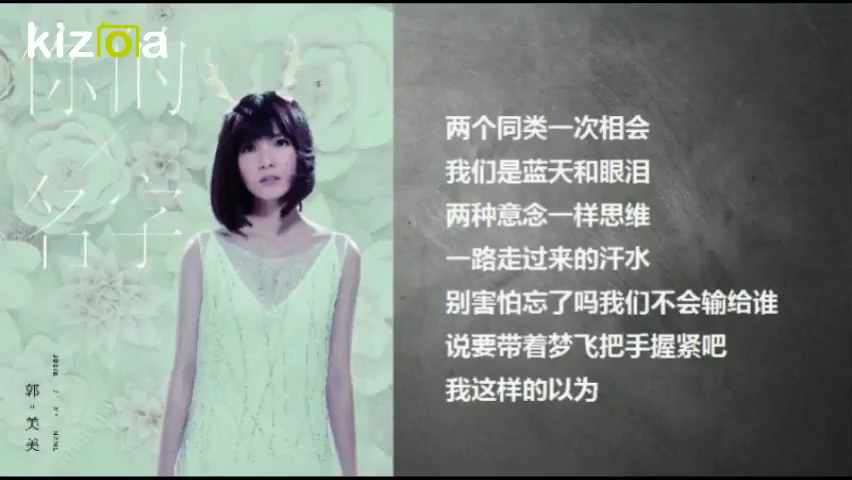 kizoa
你的
名字
郭美美
两个同类一次相会
我们是蓝天和眼泪
两种意念一样思维
一路走过来的汗水
别害怕忘了吗我们不会输给谁
说要带着梦飞把手握紧吧
我这样的以为